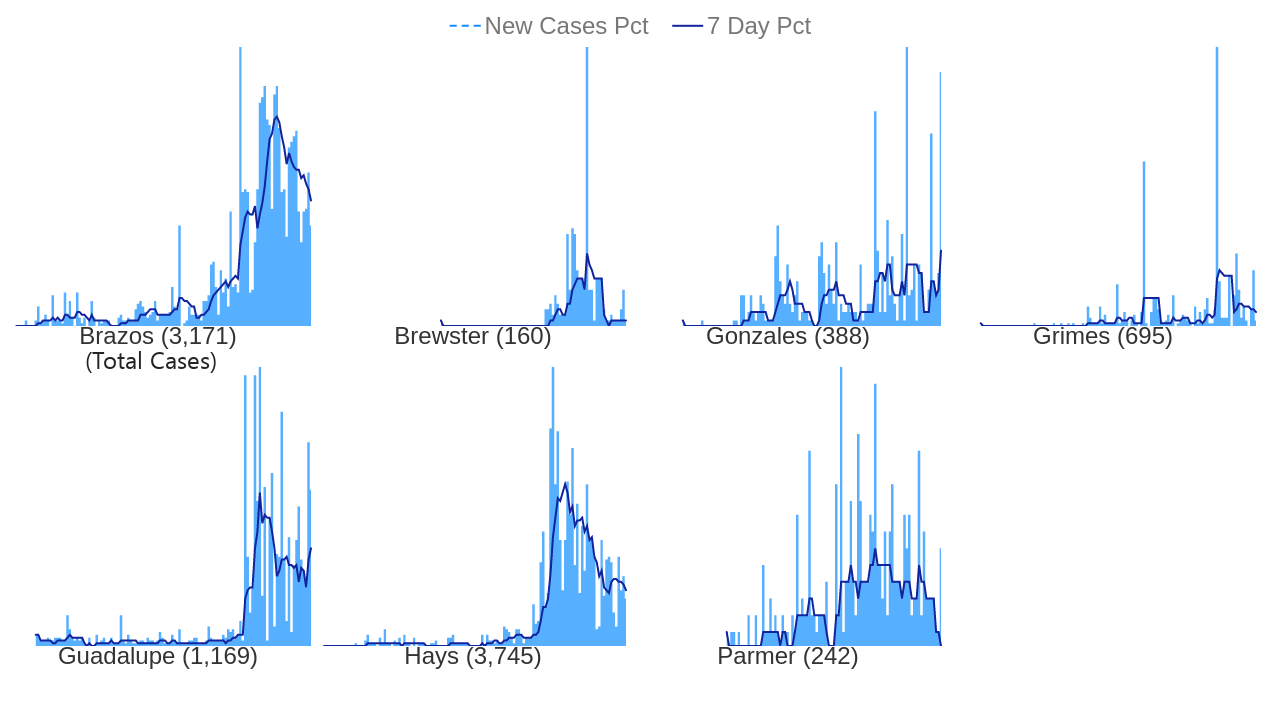 New Cases Pct 7 Day Pct
Brazos (3,171) Brewster (160) Gonzales (388) Grimes (695)
(Total Cases)
Guadalupe (1,169) Hays (3,745) Parmer (242)